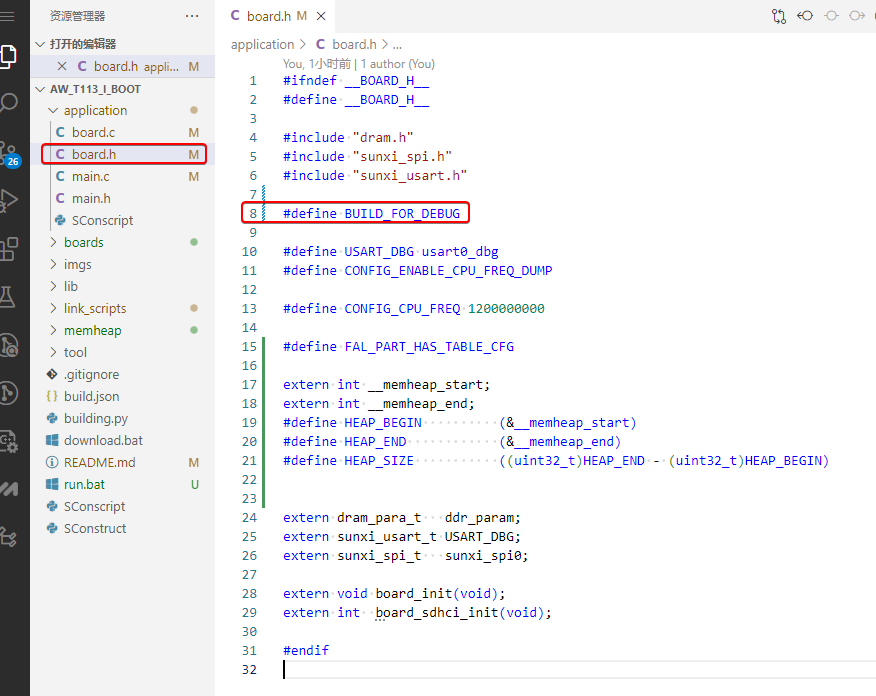 资源管理器
打开的编辑器
board.h appli... M
AW_T113_I_BOOT
application
board.c M
board.h M
main.c M
main.h
SConscript
boards
imgs
lib
link_scripts
memheap
tool
.gitignore
build.json
building.py
download.bat
README.md M
run.bat U
SConscript
SConstruct
26
board.h M
application > board.h > ...
You, 1小时前 | 1 author (You)
1 #ifndef __BOARD_H__
2 #define __BOARD_H__
3
4 #include "dram.h"
5 #include "sunxi_spi.h"
6 #include "sunxi_usart.h"
7
8 #define BUILD_FOR_DEBUG
9
10 #define USART_DBG usart0_dbg
11 #define CONFIG_ENABLE_CPU_FREQ_DUMP
12
13 #define CONFIG_CPU_FREQ 1200000000
14
15 #define FAL_PART_HAS_TABLE_CFG
16
17 extern int __memheap_start;
18 extern int __memheap_end;
19 #define HEAP_BEGIN          (&__memheap_start)
20 #define HEAP_END            (&__memheap_end)
21 #define HEAP_SIZE           ((uint32_t)HEAP_END - (uint32_t)HEAP_BEGIN)
22
23
24 extern dram_para_t   ddr_param;
25 extern sunxi_usart_t USART_DBG;
26 extern sunxi_spi_t   sunxi_spi0;
27
28 extern void board_init(void);
29 extern int  board_sdhci_init(void);
30
31 #endif
32